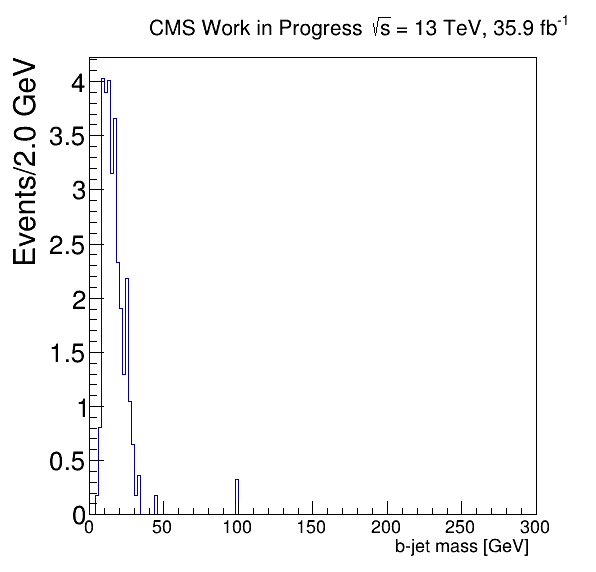 CMS Work in Progress √s = 13 TeV, 35.9 fb⁻¹
Events/2.0 GeV
4
3.5
3
2.5
2
1.5
1
0.5
0
0 50 100 150 200 250 300
b-jet mass [GeV]